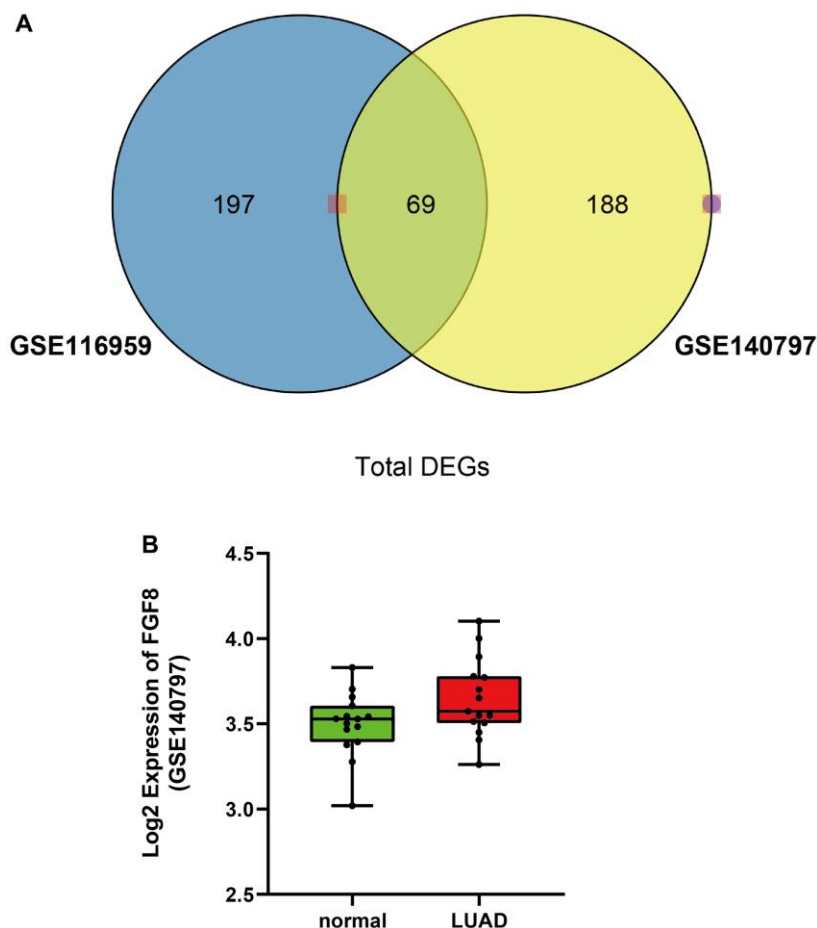 A
197
69
188
GSE116959
GSE140797
Total DEGs
B
Log2 Expression of FGF8
(GSE140797)
4.5
4.0
3.5
3.0
2.5
normal
LUAD